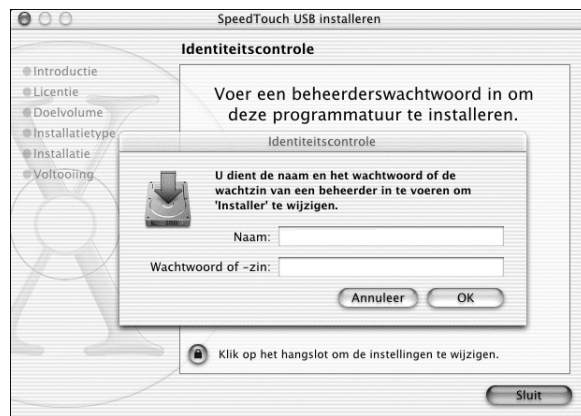 SpeedTouch USB installeren
Identiteitscontrole
Introductie
Licentie
Doelvolume
Installatietype
Installatie
Voltooiing
Voer een beheerderswachtwoord in om
deze programmatuur te installeren.
Identiteitscontrole
U dient de naam en het wachtwoord of de
wachtzin van een beheerder in te voeren om
'Installer' te wijzigen.
Naam:
Wachtwoord of -zin:
Annuleer
OK
Klik op het hangslot om de instellingen te wijzigen.
Sluit